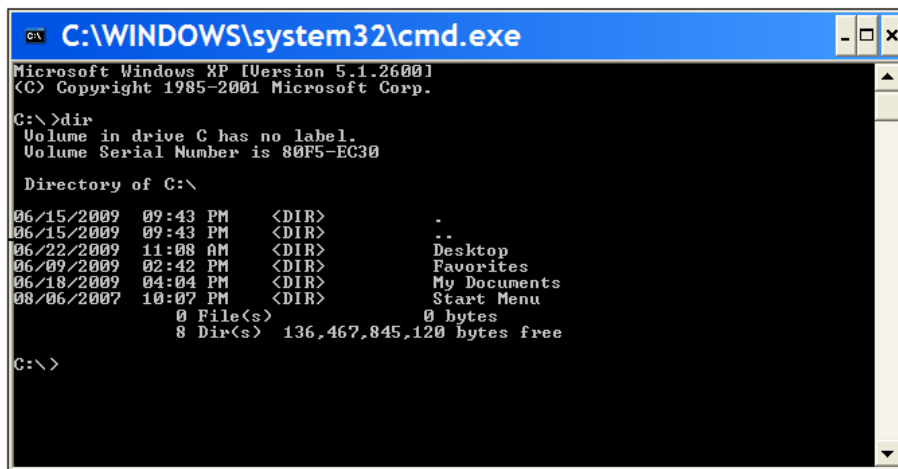 C:\WINDOWS\system32\cmd.exe
Microsoft Windows XP [Version 5.1.2600]
(C) Copyright 1985-2001 Microsoft Corp.
C:\>dir
Volume in drive C has no label.
Volume Serial Number is 80F5-EC30
Directory of C:\
06/15/2009 09:43 PM <DIR> .
06/15/2009 09:43 PM <DIR> ..
06/22/2009 11:08 AM <DIR> Desktop
06/09/2009 02:42 PM <DIR> Favorites
06/18/2009 04:04 PM <DIR> My Documents
08/06/2007 10:07 PM <DIR> Start Menu
0 File(s) 0 bytes
8 Dir(s) 136,467,845,120 bytes free
C:\>